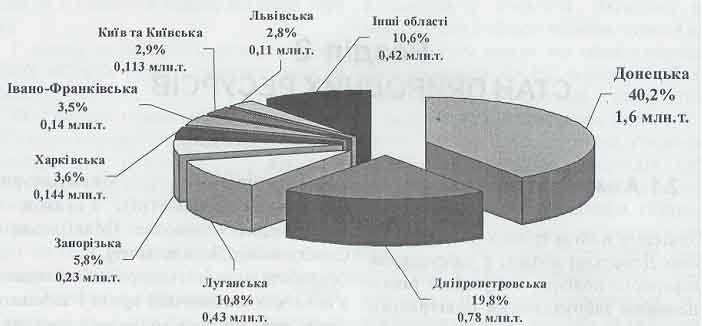 Львівська
2,8%
0,11 млн.т.
Інші області
10,6%
0,42 млн.т.
Київ та Київська
2,9%
0,113 млн.т.
Донецька
40,2%
1,6 млн.т.
Івано-Франківська
3,5%
0,14 млн.т.
Харківська
3,6%
0,144 млн.т.
Запорізька
5,8%
0,23 млн.т.
Луганська
10,8%
0,43 млн.т.
Дніпропетровська
19,8%
0,78 млн.т.